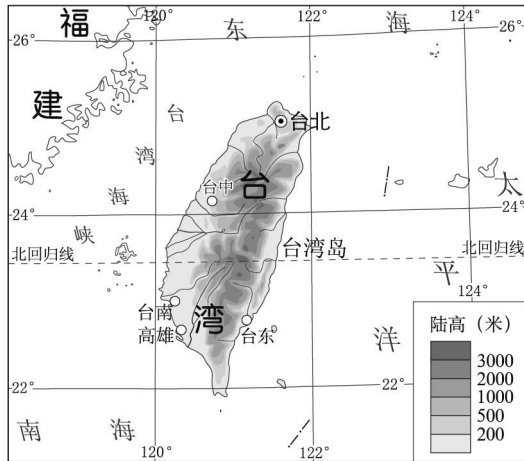 120° 122° 124°
26° 东 海 26°
福建
台湾海峡
台北
台中
台湾
太平洋
24° 24°
台湾岛
北回归线 北回归线
124°
台南
高雄
台东
22° 22°
南海
120° 122°
陆高（米）
3000
2000
1000
500
200